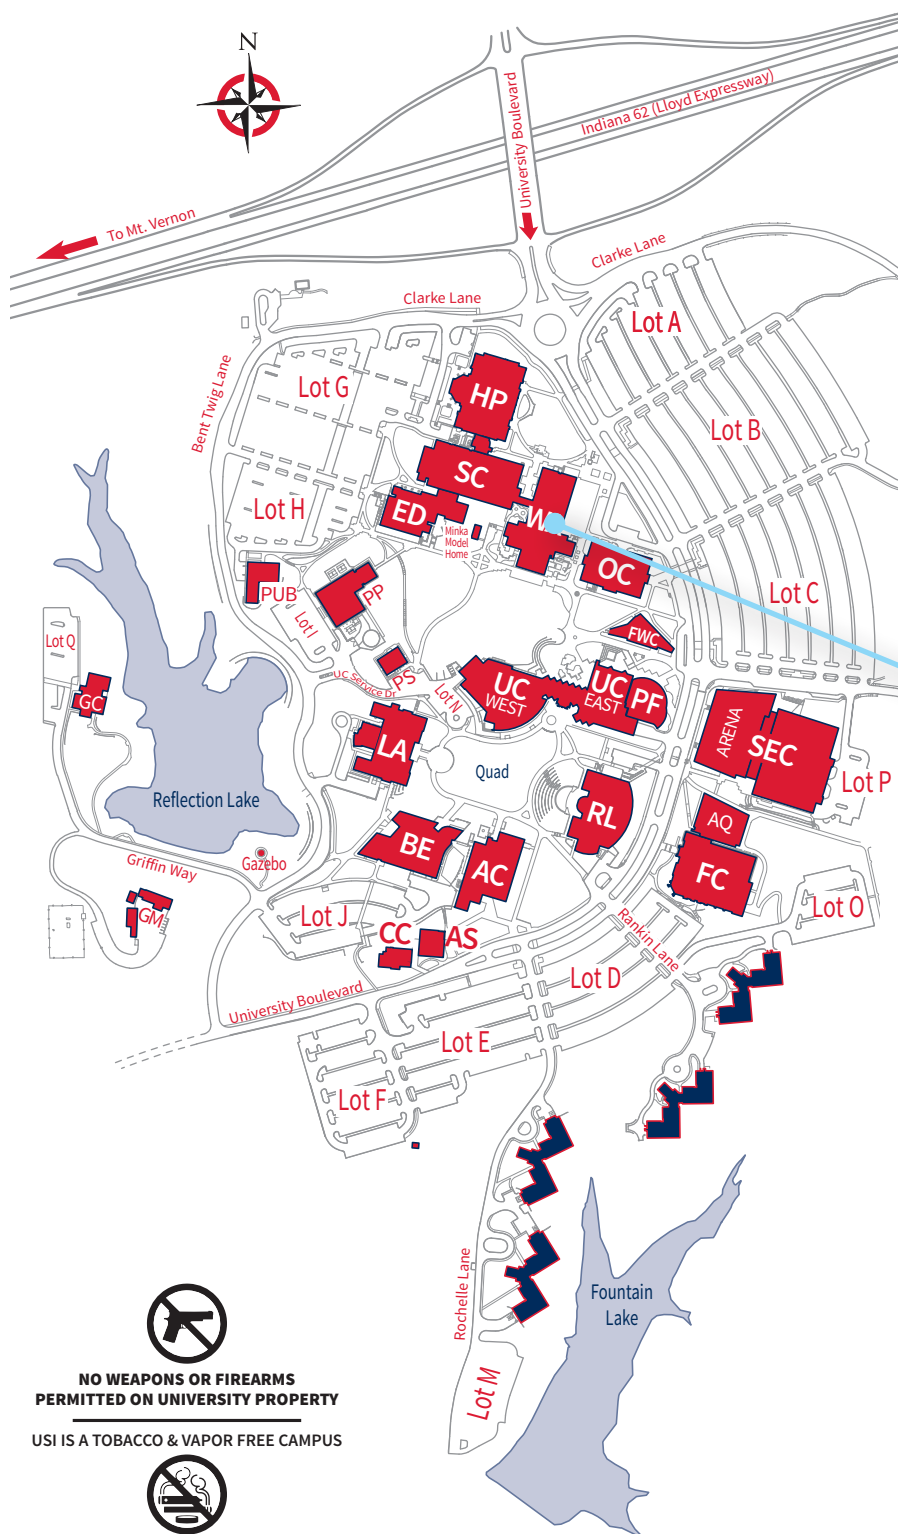 N
University Boulevard
Indiana 62 (Lloyd Expressway)
To Mt. Vernon
Clarke Lane
Clarke Lane
Lot A
Bent Twig Lane
Lot G
HP
Lot B
SC
Lot H
ED
Minka
Model
Home
OC
PUB
PP
Lot I
Lot C
FWC
Lot Q
PS
UC Service Dr
Lot N
GC
UC
WEST
UC
EAST
PF
ARENA
SEC
LA
Quad
Lot P
Reflection Lake
RL
AQ
BE
Gazebo
Griffin Way
AC
FC
GM
Lot J
CC
AS
Rankin Lane
Lot O
University Boulevard
Lot D
Lot E
Lot F
Rochelle Lane
Fountain
Lake
Lot M
NO WEAPONS OR FIREARMS
PERMITTED ON UNIVERSITY PROPERTY
USI IS A TOBACCO & VAPOR FREE CAMPUS